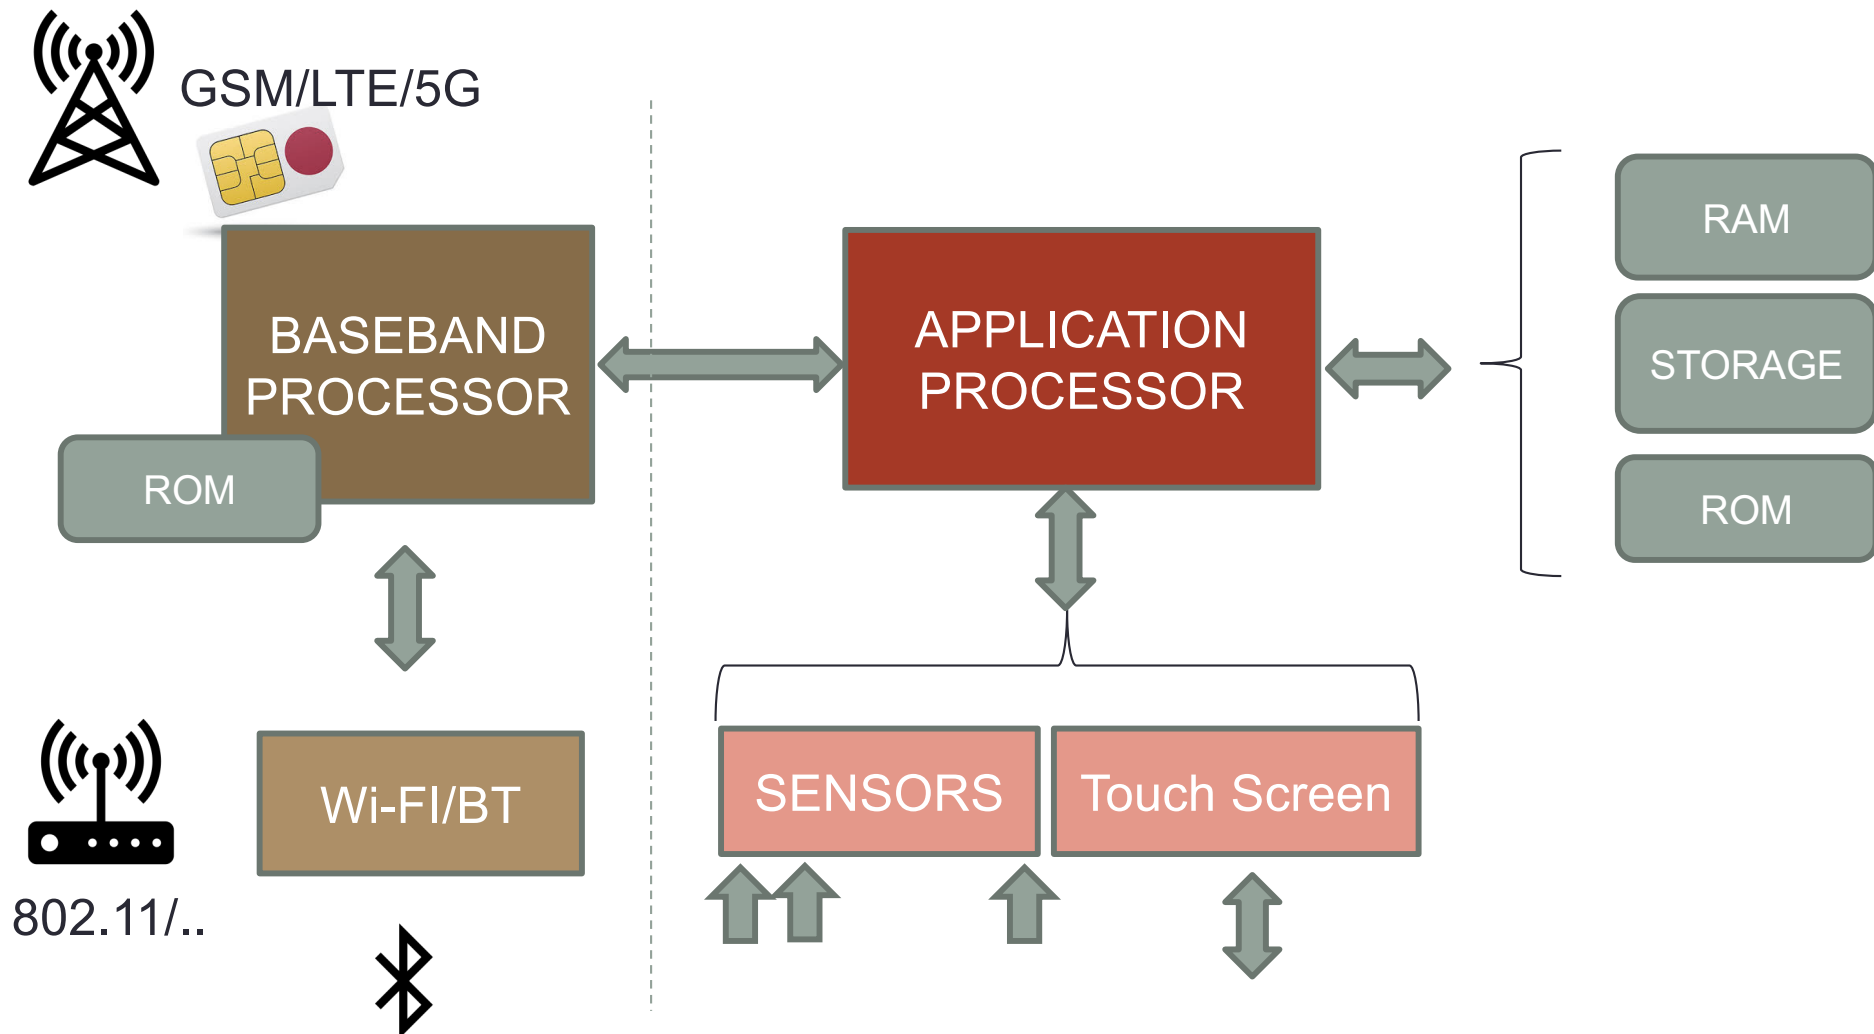 GSM/LTE/5G
BASEBAND
PROCESSOR
ROM
APPLICATION
PROCESSOR
RAM
STORAGE
ROM
Wi-FI/BT
SENSORS
Touch Screen
802.11/..